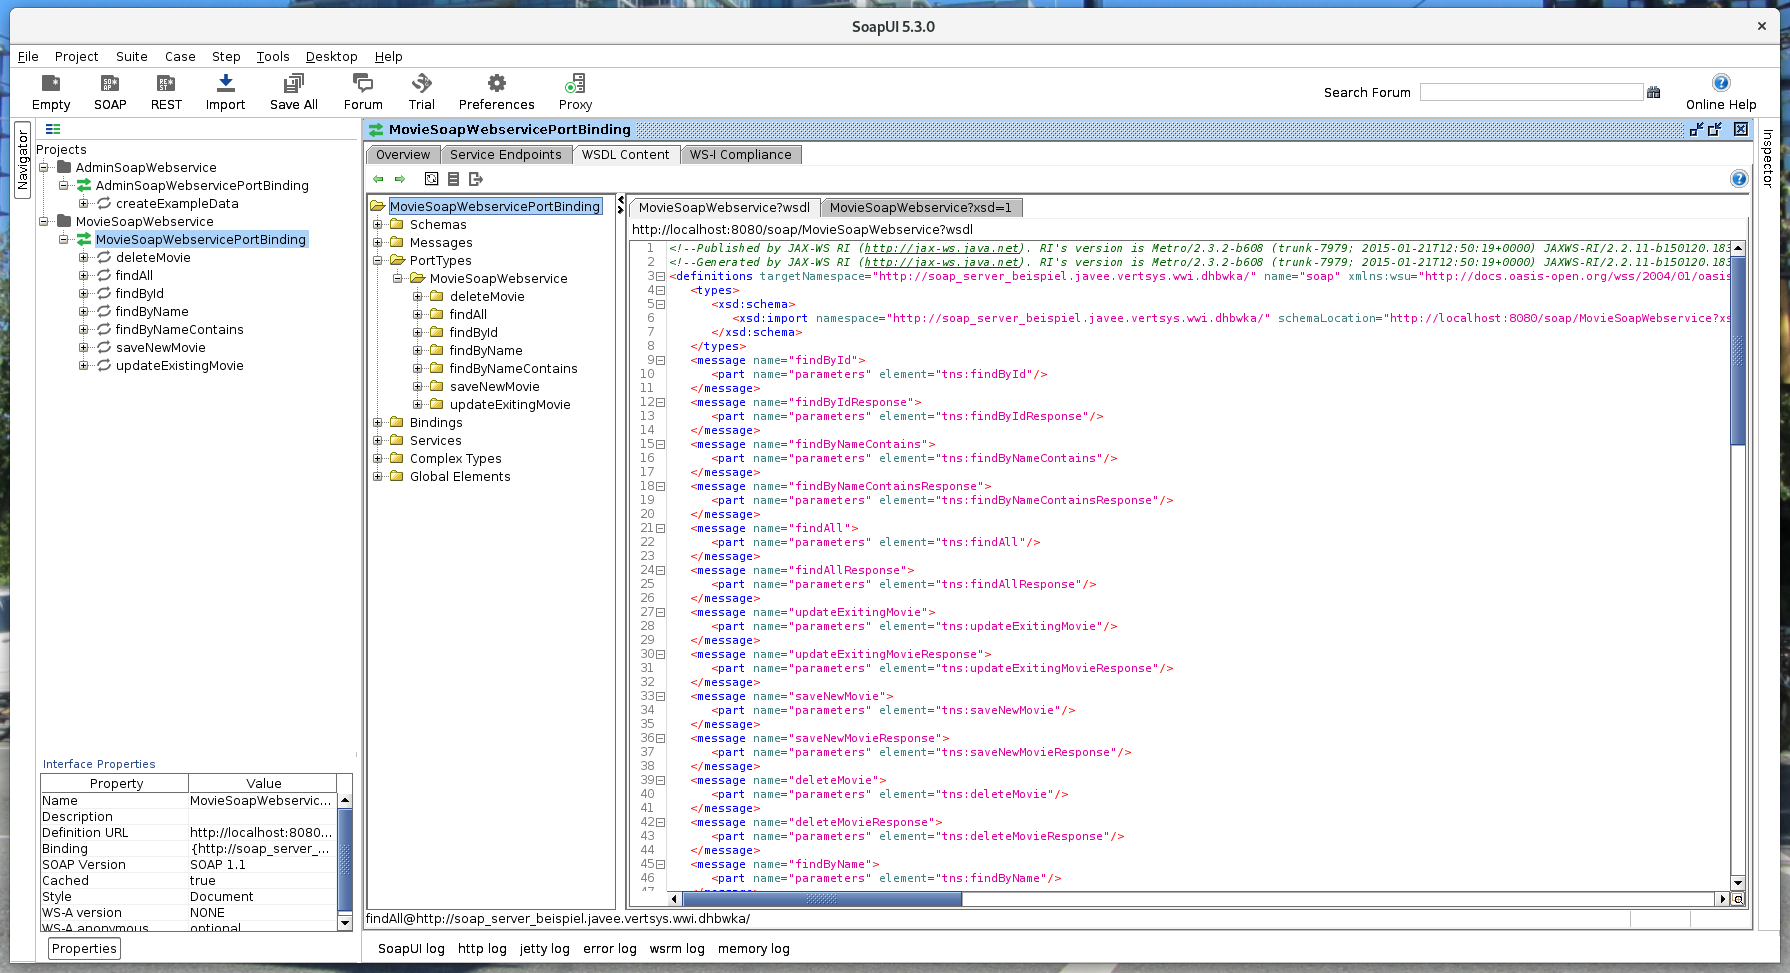 SoapUI 5.3.0
File Project Suite Case Step Tools Desktop Help
Empty SOAP REST Import Save All Forum Trial Preferences Proxy Search Forum Online Help
Navigator
Projects
AdminSoapWebservice
AdminSoapWebservicePortBinding
createExampleData
MovieSoapWebservice
MovieSoapWebservicePortBinding
deleteMovie
findAll
findById
findByName
findByNameContains
saveNewMovie
updateExistingMovie
Interface Properties
Property Value
Name MovieSoapWebservic...
Description
Definition URL http://localhost:8080...
Binding {http://soap_server_...
SOAP Version SOAP 1.1
Cached true
Style Document
WS-A version NONE
WS-A anonymous optional
Properties
MovieSoapWebservicePortBinding
Overview Service Endpoints WSDL Content WS-I Compliance
MovieSoapWebservicePortBinding
Schemas
Messages
PortTypes
MovieSoapWebservice
deleteMovie
findAll
findById
findByName
findByNameContains
saveNewMovie
updateExitingMovie
Bindings
Services
Complex Types
Global Elements
MovieSoapWebservice?wsdl MovieSoapWebservice?xsd=1
http://localhost:8080/soap/MovieSoapWebservice?wsdl
1 <!--Published by JAX-WS RI (http://jax-ws.java.net). RI's version is Metro/2.3.2-b608 (trunk-7979; 2015-01-21T12:50:19+0000) JAXWS-RI/2.2.11-b150120.183
2 <!--Generated by JAX-WS RI (http://jax-ws.java.net). RI's version is Metro/2.3.2-b608 (trunk-7979; 2015-01-21T12:50:19+0000) JAXWS-RI/2.2.11-b150120.183
3 <definitions targetNamespace="http://soap_server_beispiel.javee.vertsys.wwi.dhbwka/" name="soap" xmlns:wsu="http://docs.oasis-open.org/wss/2004/01/oasis
4 <types>
5 <xsd:schema>
6 <xsd:import namespace="http://soap_server_beispiel.javee.vertsys.wwi.dhbwka/" schemaLocation="http://localhost:8080/soap/MovieSoapWebservice?xs
7 </xsd:schema>
8 </types>
9 <message name="findById">
10 <part name="parameters" element="tns:findById"/>
11 </message>
12 <message name="findByIdResponse">
13 <part name="parameters" element="tns:findByIdResponse"/>
14 </message>
15 <message name="findByNameContains">
16 <part name="parameters" element="tns:findByNameContains"/>
17 </message>
18 <message name="findByNameContainsResponse">
19 <part name="parameters" element="tns:findByNameContainsResponse"/>
20 </message>
21 <message name="findAll">
22 <part name="parameters" element="tns:findAll"/>
23 </message>
24 <message name="findAllResponse">
25 <part name="parameters" element="tns:findAllResponse"/>
26 </message>
27 <message name="updateExitingMovie">
28 <part name="parameters" element="tns:updateExitingMovie"/>
29 </message>
30 <message name="updateExitingMovieResponse">
31 <part name="parameters" element="tns:updateExitingMovieResponse"/>
32 </message>
33 <message name="saveNewMovie">
34 <part name="parameters" element="tns:saveNewMovie"/>
35 </message>
36 <message name="saveNewMovieResponse">
37 <part name="parameters" element="tns:saveNewMovieResponse"/>
38 </message>
39 <message name="deleteMovie">
40 <part name="parameters" element="tns:deleteMovie"/>
41 </message>
42 <message name="deleteMovieResponse">
43 <part name="parameters" element="tns:deleteMovieResponse"/>
44 </message>
45 <message name="findByName">
46 <part name="parameters" element="tns:findByName"/>
47 </message>
findAll@http://soap_server_beispiel.javee.vertsys.wwi.dhbwka/
SoapUI log http log jetty log error log wsrm log memory log
Inspector